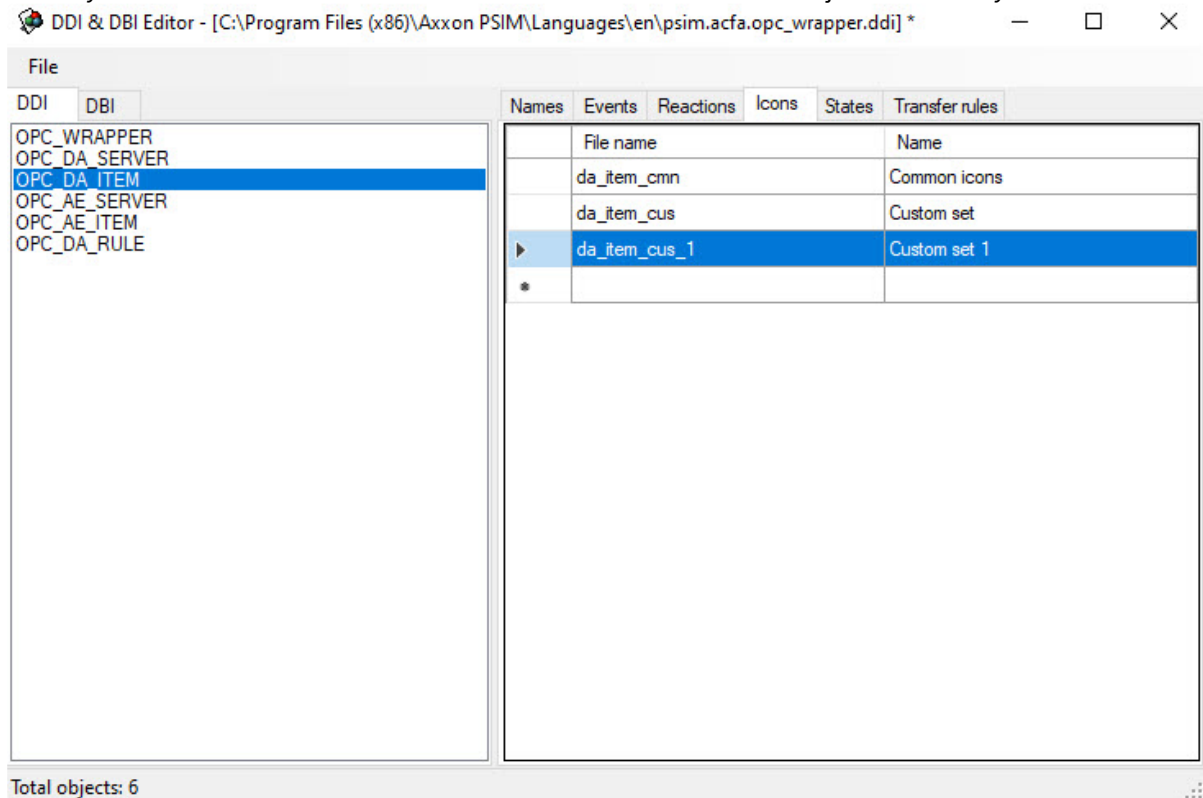 DDI & DBI Editor - [C:\Program Files (x86)\Axxon PSIM\Languages\en\psim.acfa.opc_wrapper.ddi] *
File
DDI DBI
OPC_WRAPPER
OPC_DA_SERVER
OPC_DA_ITEM
OPC_AE_SERVER
OPC_AE_ITEM
OPC_DA_RULE
Names Events Reactions Icons States Transfer rules
File name Name
da_item_cmn Common icons
da_item_cus Custom set
da_item_cus_1 Custom set 1
Total objects: 6